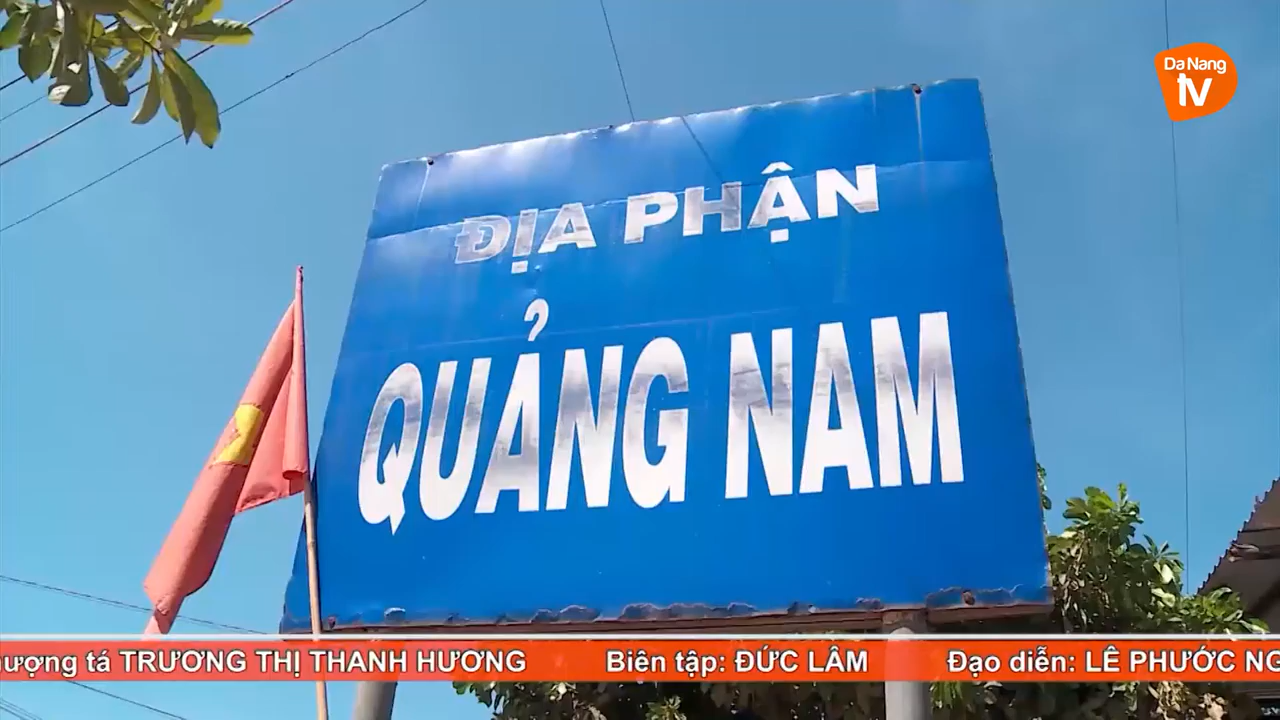 Da Nang
tv
ĐỊA PHẬN
QUẢNG NAM
tá TRƯƠNG THỊ THANH HƯƠNG Biên tập: ĐỨC LÂM Đạo diễn: LÊ PHƯỚC